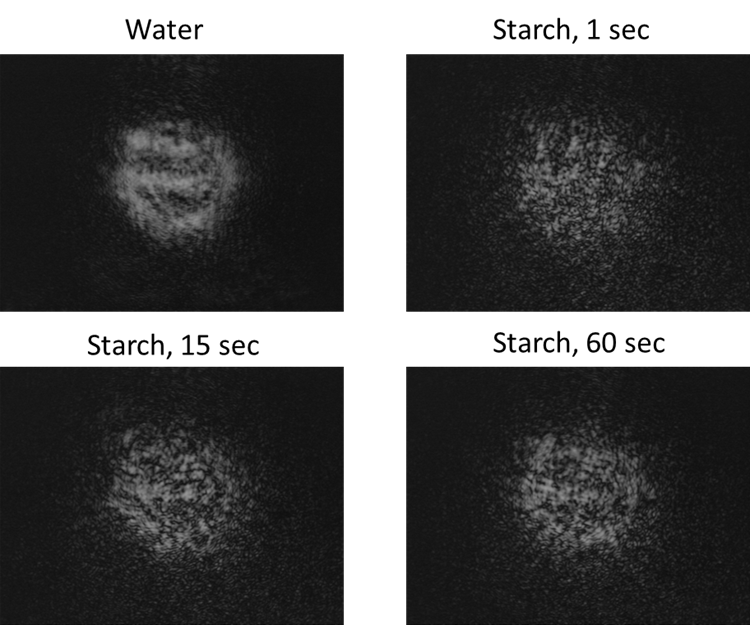 Water
Starch, 1 sec
Starch, 15 sec
Starch, 60 sec